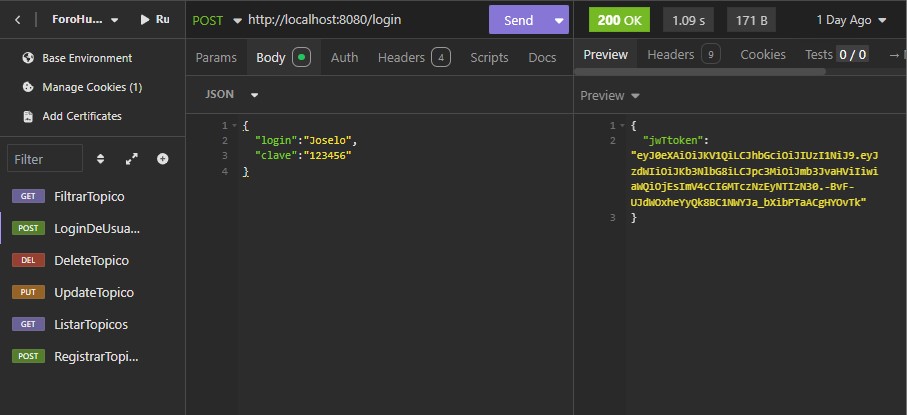 ForoHu...
Ru
Base Environment
Manage Cookies (1)
Add Certificates
Filter
GET FiltrarTopico
POST LoginDeUsua...
DEL DeleteTopico
PUT UpdateTopico
GET ListarTopicos
POST RegistrarTopi...
POST http://localhost:8080/login Send
Params Body Auth Headers 4 Scripts Docs
JSON
1 {
2 "login":"Joselo",
3 "clave":"123456"
4 }
200 OK 1.09 s 171 B 1 Day Ago
Preview Headers 9 Cookies Tests 0 / 0
Preview
1 {
2 "jwTtoken":
"eyJ0eXAiOiJKV1QiLCJhbGciOiJIUzI1NiJ9.eyJ
zdWIiOiJKb3NlbG8iLCJpc3MiOiJmb3JvaHViIiwi
aWQiOjEsImV4cCI6MTczNzEyNTIzN30.-BvF-
UJdWOxheYyQk8BC1NWYJa_bXibPTaACgHYOvTk"
3 }